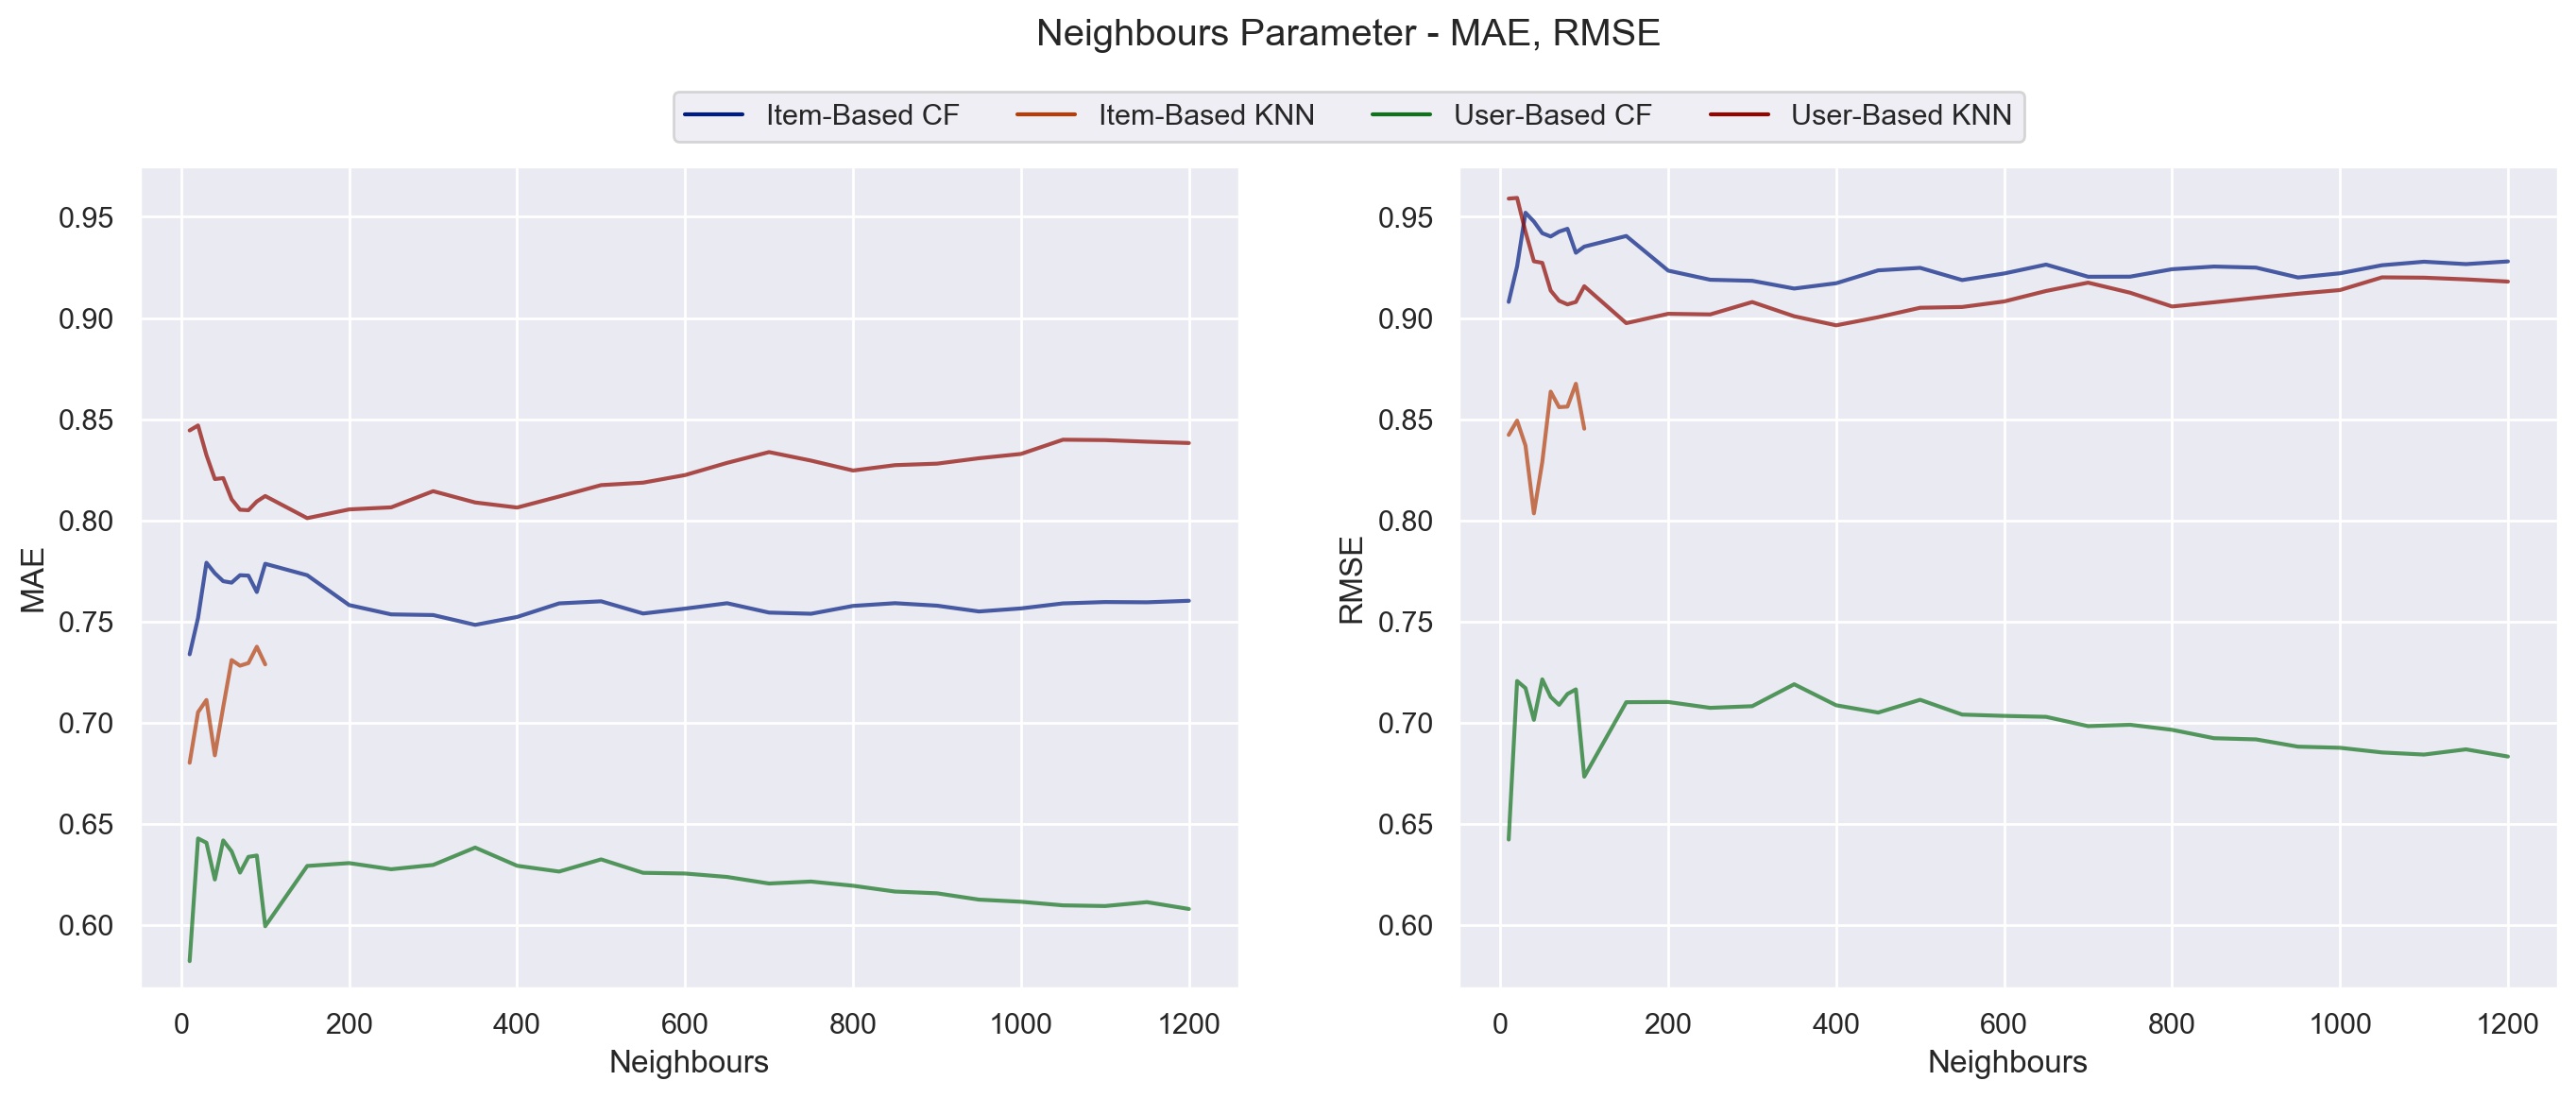 Neighbours Parameter - MAE, RMSE
Item-Based CF Item-Based KNN User-Based CF User-Based KNN
MAE
0.95
0.90
0.85
0.80
0.75
0.70
0.65
0.60
0 200 400 600 800 1000 1200
Neighbours
RMSE
0.95
0.90
0.85
0.80
0.75
0.70
0.65
0.60
0 200 400 600 800 1000 1200
Neighbours